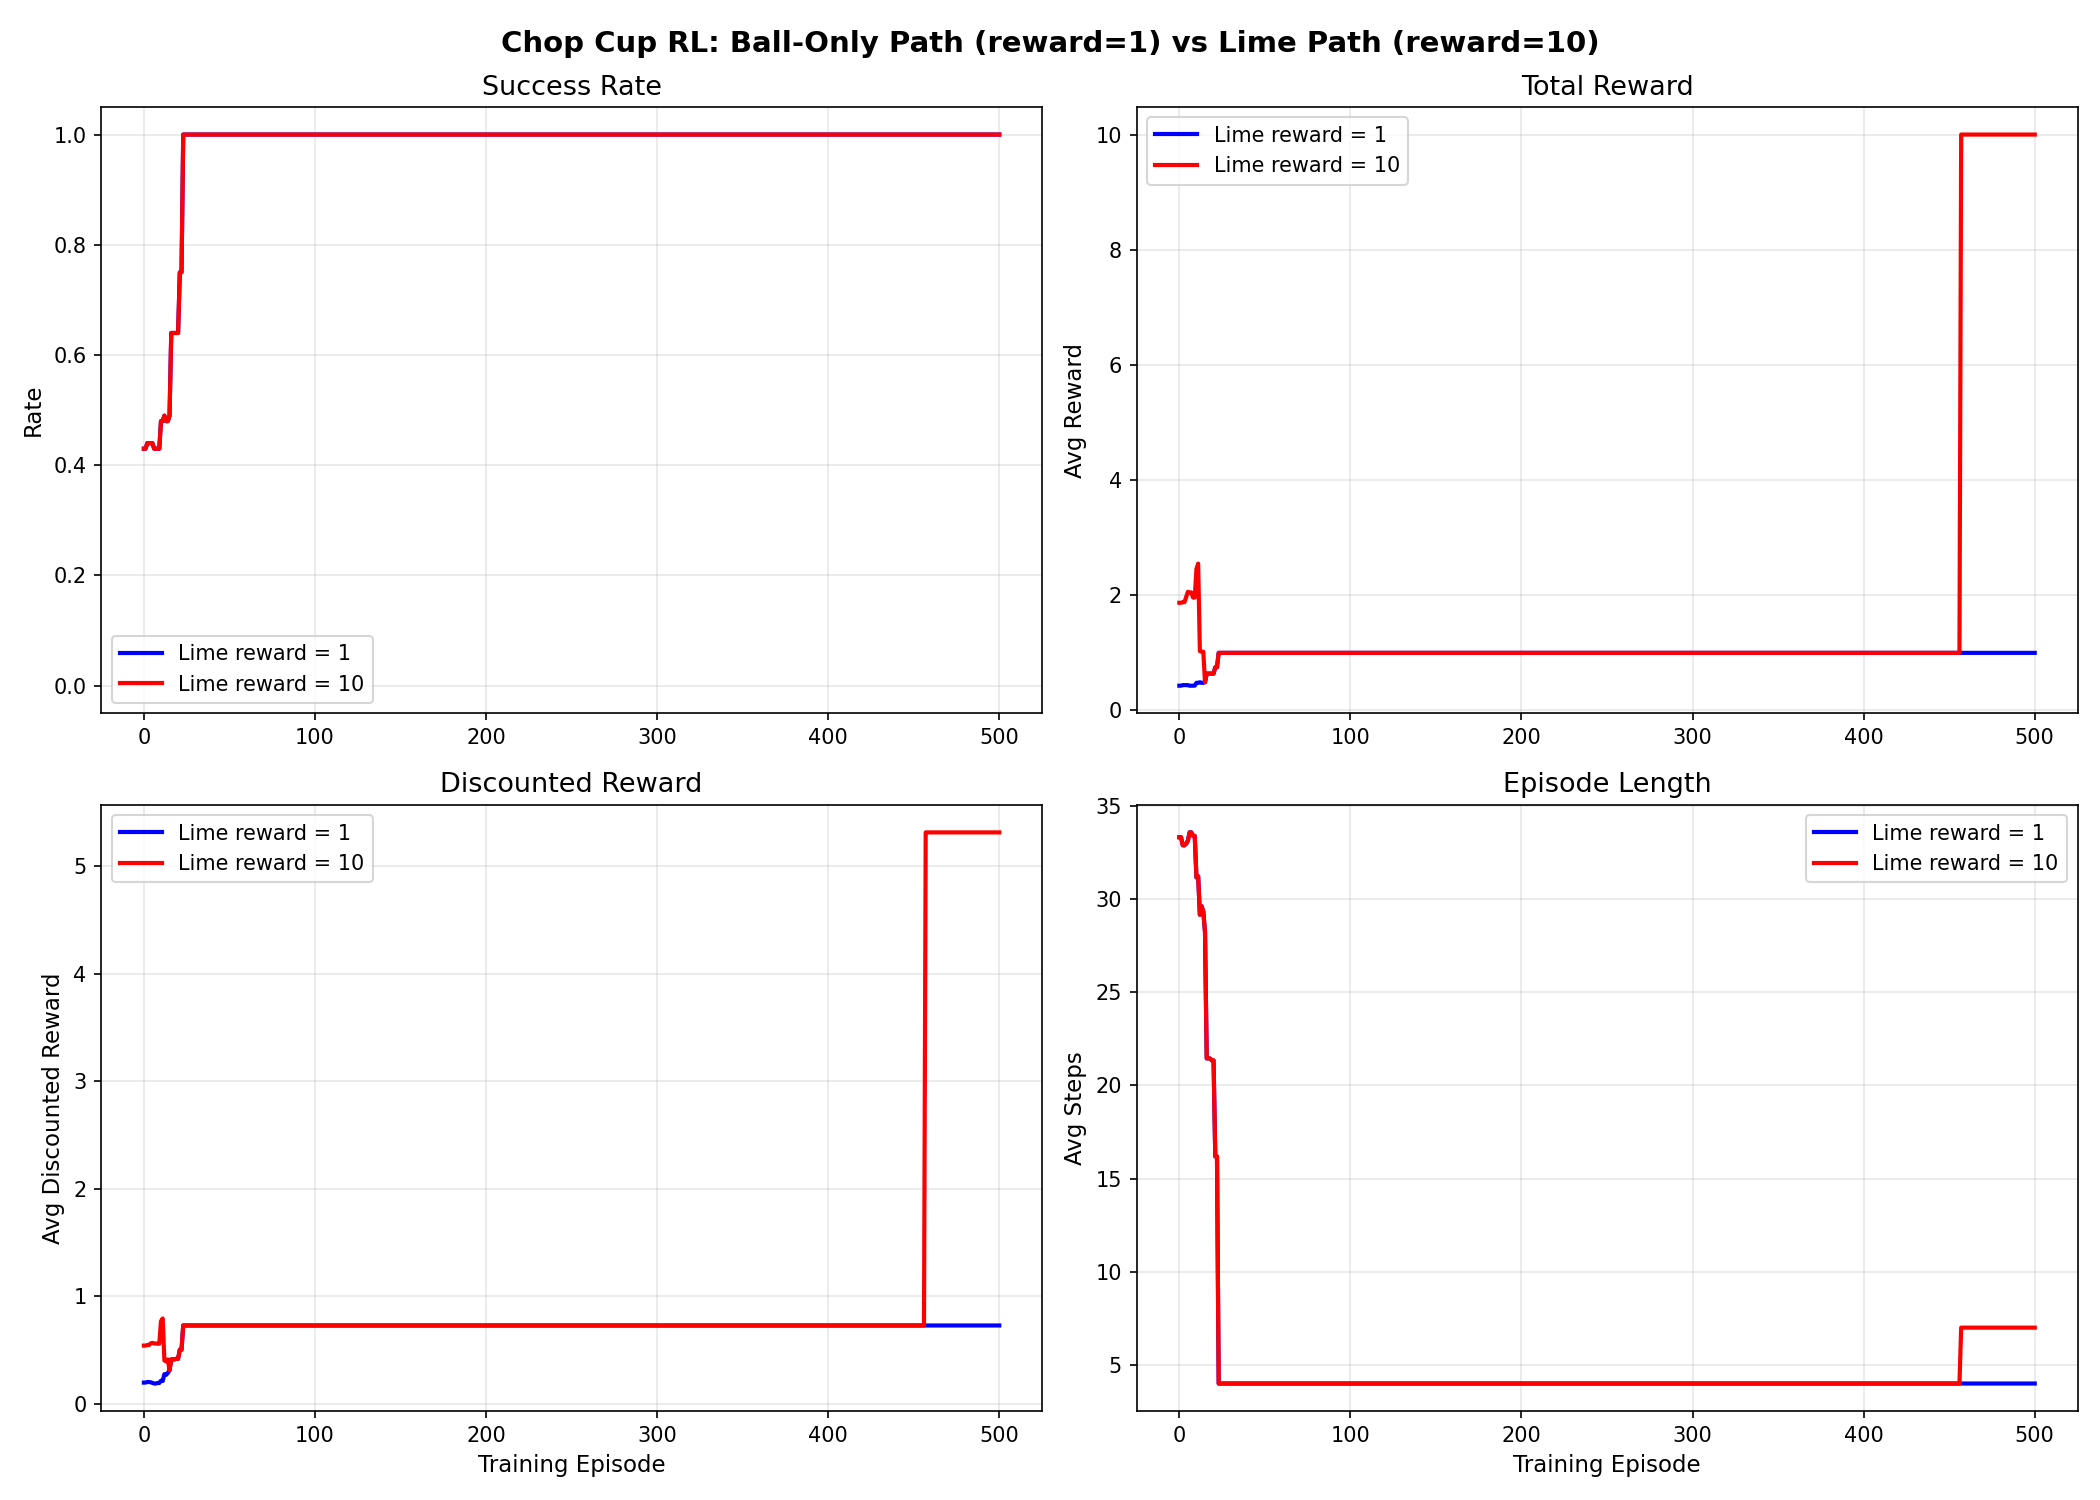 Chop Cup RL: Ball-Only Path (reward=1) vs Lime Path (reward=10)
Success Rate
Rate
1.0
0.8
0.6
0.4
0.2
0.0
Lime reward = 1
Lime reward = 10
0 100 200 300 400 500
Total Reward
Avg Reward
10
8
6
4
2
0
Lime reward = 1
Lime reward = 10
0 100 200 300 400 500
Discounted Reward
Avg Discounted Reward
5
4
3
2
1
0
Lime reward = 1
Lime reward = 10
0 100 200 300 400 500
Training Episode
Episode Length
Avg Steps
35
30
25
20
15
10
5
Lime reward = 1
Lime reward = 10
0 100 200 300 400 500
Training Episode